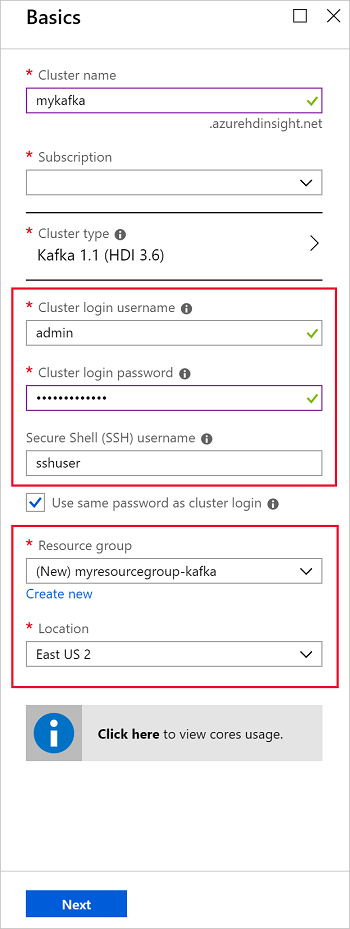 Basics
* Cluster name
mykafka
.azurehdinsight.net
* Subscription
* Cluster type
Kafka 1.1 (HDI 3.6)
* Cluster login username
admin
* Cluster login password
•••••••••••••
Secure Shell (SSH) username
sshuser
Use same password as cluster login
* Resource group
(New) myresourcegroup-kafka
Create new
* Location
East US 2
Click here to view cores usage.
Next